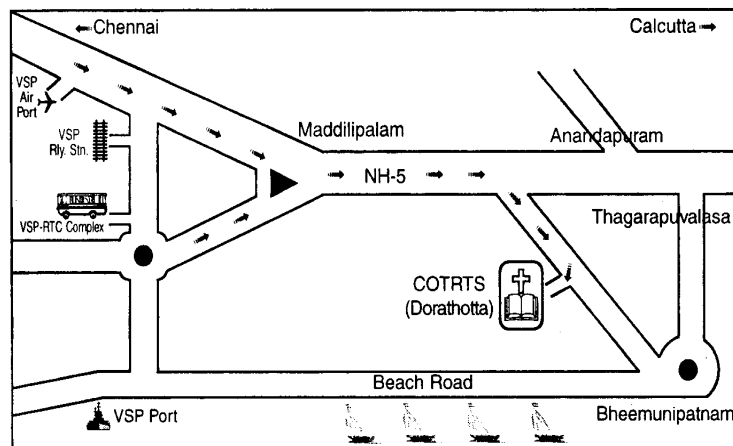 Chennai
Calcutta
VSP
Air
Port
VSP
Rly. Stn.
Maddilipalam
Anandapuram
NH-5
VSP-RTC Complex
Thagarapuvalasa
COTRTS
(Dorathotta)
Beach Road
VSP Port
Bheemunipatnam